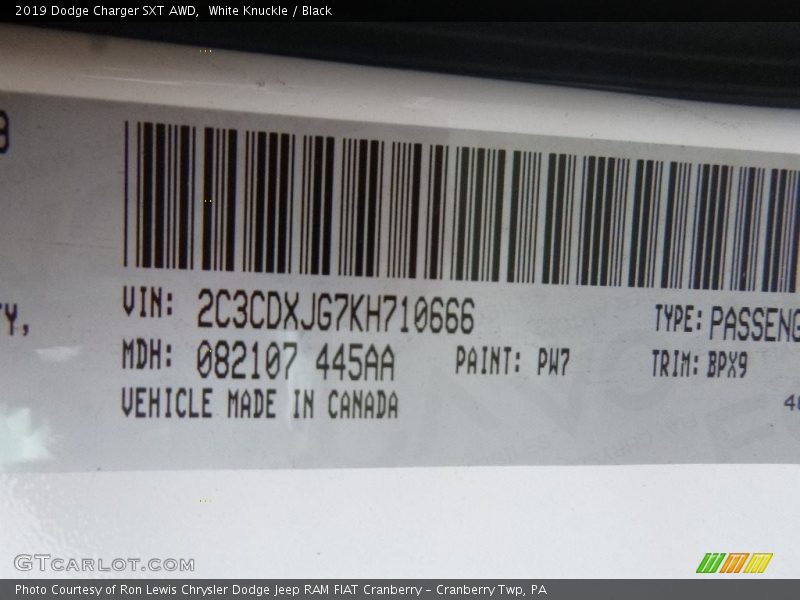 2019 Dodge Charger SXT AWD,  White Knuckle / Black
VIN: 2C3CDXJG7KH710666
TYPE: PASSENG
MDH: 082107 445AA
PAINT: PW7
TRIM: BPX9
VEHICLE MADE IN CANADA
GTCARLOT.COM
Photo Courtesy of Ron Lewis Chrysler Dodge Jeep RAM FIAT Cranberry – Cranberry Twp, PA